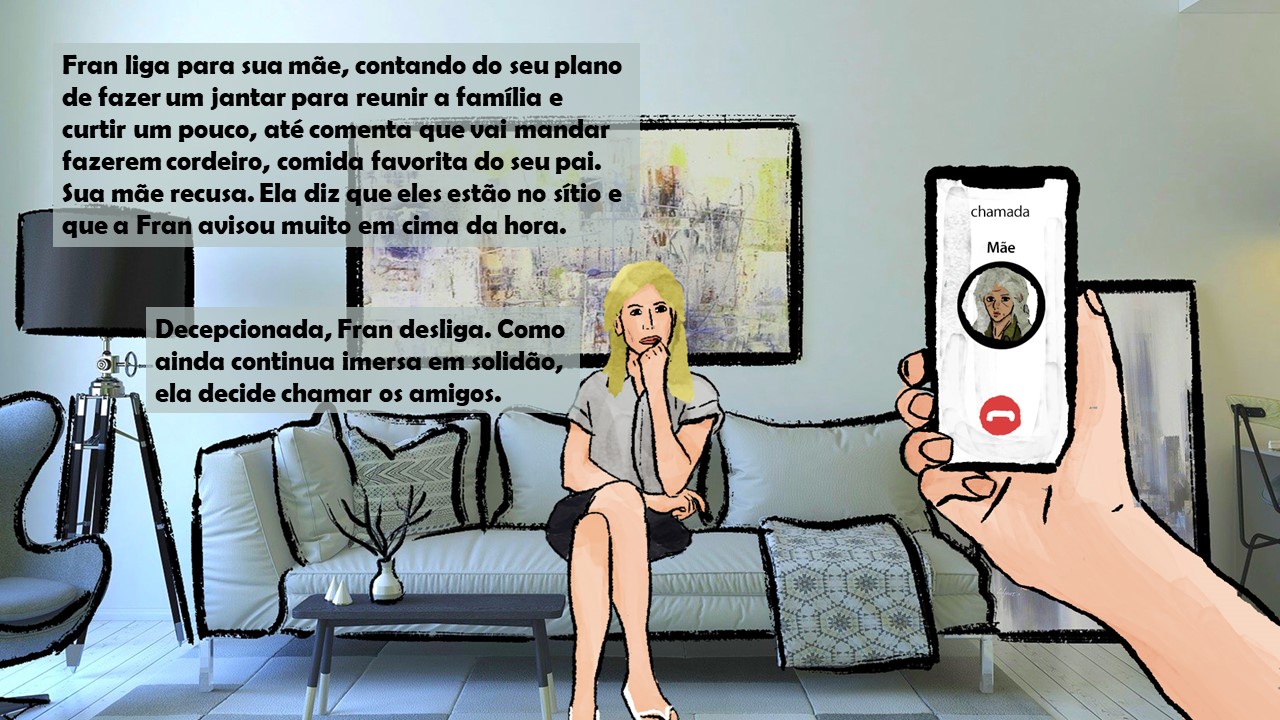 Fran liga para sua mãe, contando do seu plano
de fazer um jantar para reunir a família e
curtir um pouco, até comenta que vai mandar
fazerem cordeiro, comida favorita do seu pai.
Sua mãe recusa. Ela diz que eles estão no sítio e
que a Fran avisou muito em cima da hora.
Decepcionada, Fran desliga. Como
ainda continua imersa em solidão,
ela decide chamar os amigos.
chamada
Mãe